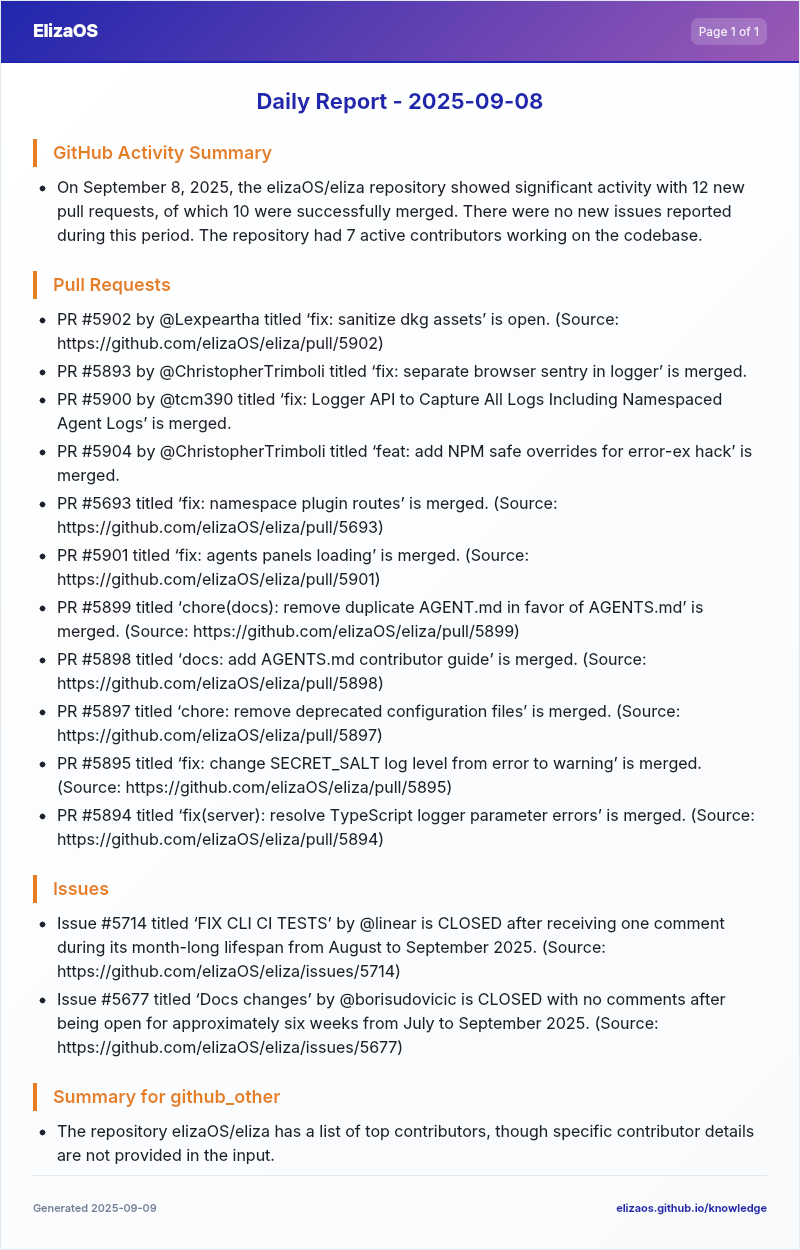 ElizaOS
Page 1 of 1
Daily Report - 2025-09-08
GitHub Activity Summary
• On September 8, 2025, the elizaOS/eliza repository showed significant activity with 12 new
pull requests, of which 10 were successfully merged. There were no new issues reported
during this period. The repository had 7 active contributors working on the codebase.
Pull Requests
• PR #5902 by @Lexpeartha titled ‘fix: sanitize dkg assets’ is open. (Source:
https://github.com/elizaOS/eliza/pull/5902)
• PR #5893 by @ChristopherTrimboli titled ‘fix: separate browser sentry in logger’ is merged.
• PR #5900 by @tcm390 titled ‘fix: Logger API to Capture All Logs Including Namespaced
Agent Logs’ is merged.
• PR #5904 by @ChristopherTrimboli titled ‘feat: add NPM safe overrides for error-ex hack’ is
merged.
• PR #5693 titled ‘fix: namespace plugin routes’ is merged. (Source:
https://github.com/elizaOS/eliza/pull/5693)
• PR #5901 titled ‘fix: agents panels loading’ is merged. (Source:
https://github.com/elizaOS/eliza/pull/5901)
• PR #5899 titled ‘chore(docs): remove duplicate AGENT.md in favor of AGENTS.md’ is
merged. (Source: https://github.com/elizaOS/eliza/pull/5899)
• PR #5898 titled ‘docs: add AGENTS.md contributor guide’ is merged. (Source:
https://github.com/elizaOS/eliza/pull/5898)
• PR #5897 titled ‘chore: remove deprecated configuration files’ is merged. (Source:
https://github.com/elizaOS/eliza/pull/5897)
• PR #5895 titled ‘fix: change SECRET_SALT log level from error to warning’ is merged.
(Source: https://github.com/elizaOS/eliza/pull/5895)
• PR #5894 titled ‘fix(server): resolve TypeScript logger parameter errors’ is merged. (Source:
https://github.com/elizaOS/eliza/pull/5894)
Issues
• Issue #5714 titled ‘FIX CLI CI TESTS’ by @linear is CLOSED after receiving one comment
during its month-long lifespan from August to September 2025. (Source:
https://github.com/elizaOS/eliza/issues/5714)
• Issue #5677 titled ‘Docs changes’ by @borisudovicic is CLOSED with no comments after
being open for approximately six weeks from July to September 2025. (Source:
https://github.com/elizaOS/eliza/issues/5677)
Summary for github_other
• The repository elizaOS/eliza has a list of top contributors, though specific contributor details
are not provided in the input.
Generated 2025-09-09
elizaos.github.io/knowledge